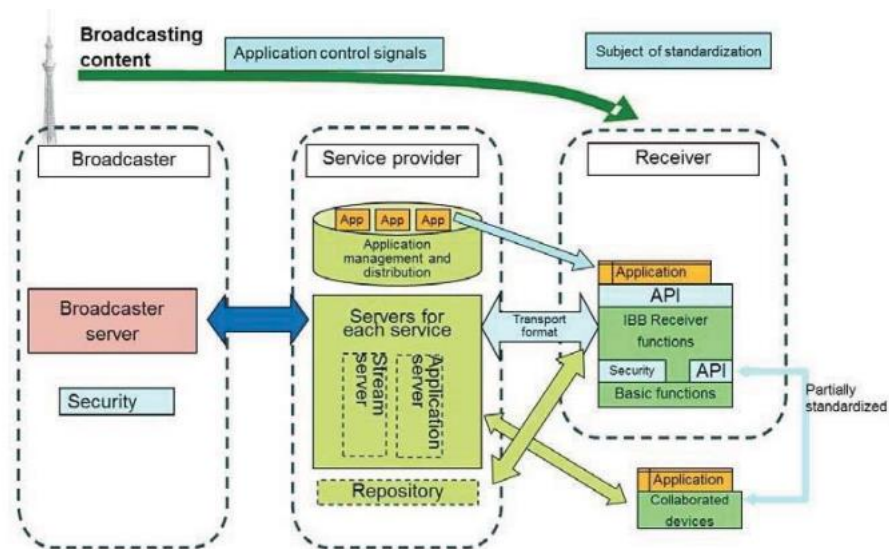 Broadcasting
content
Application control signals
Subject of standardization
Broadcaster
Service provider
Receiver
App App App
Application
management and
distribution
Application
API
Broadcaster
server
Servers for
each service
Transport
format
IBB Receiver
functions
Stream
server
Application
server
Security
API
Basic functions
Security
Partially
standardized
Repository
Application
Collaborated
devices